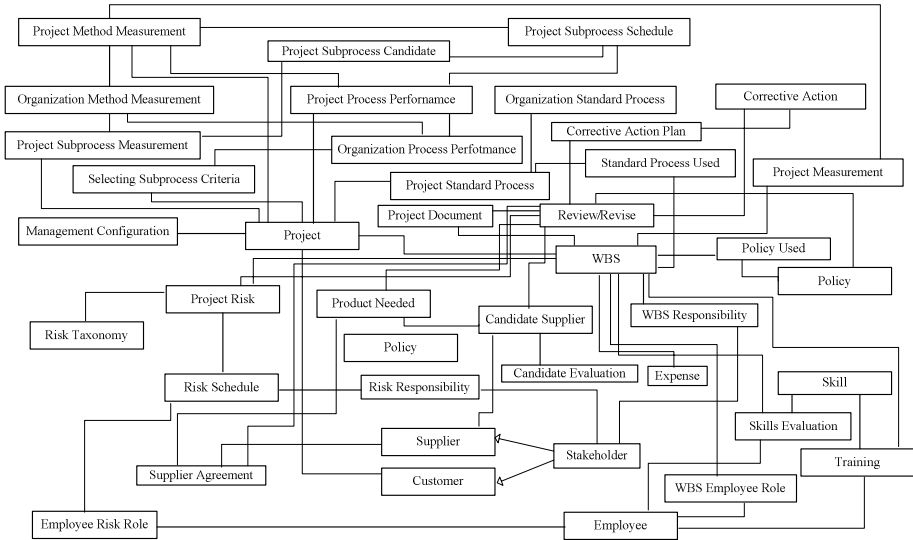 Project Method Measurement
Project Subprocess Schedule
Project Subprocess Candidate
Organization Method Measurement
Project Process Perfornamce
Organization Standard Process
Corrective Action
Project Subprocess Measurement
Organization Process Perfotmance
Corrective Action Plan
Standard Process Used
Project Measurement
Selecting Subprocess Criteria
Project Standard Process
Management Configuration
Project
Project Document
Review/Revise
WBS
Policy Used
Policy
Project Risk
Product Needed
Candidate Supplier
WBS Responsibility
Risk Taxonomy
Policy
Candidate Evaluation
Expense
Skill
Risk Schedule
Risk Responsibility
Skills Evaluation
Supplier
Stakeholder
Training
Supplier Agreement
Customer
WBS Employee Role
Employee Risk Role
Employee